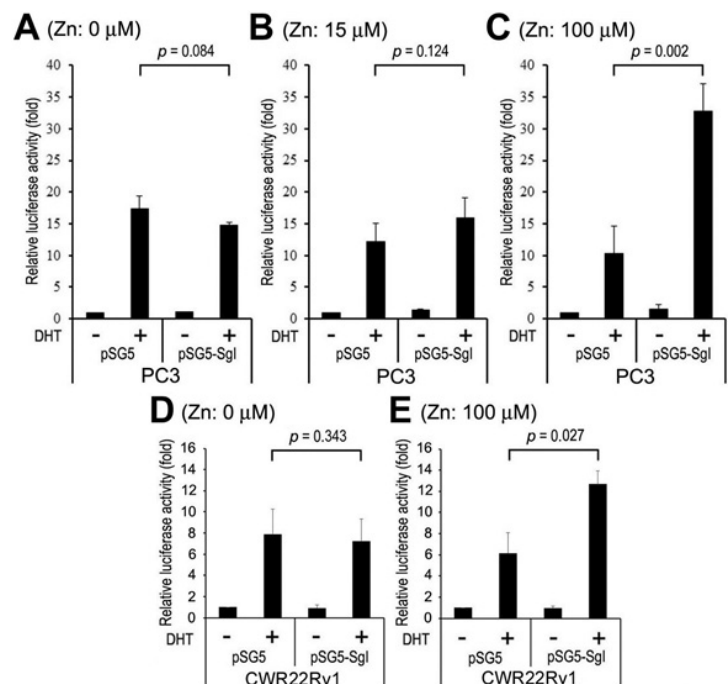 A (Zn: 0 μM)
p = 0.084
Relative luciferase activity (fold)
40
35
30
25
20
15
10
5
0
DHT - + - +
pSG5 pSG5-SgI
PC3
B (Zn: 15 μM)
p = 0.124
Relative luciferase activity (fold)
40
35
30
25
20
15
10
5
0
DHT - + - +
pSG5 pSG5-SgI
PC3
C (Zn: 100 μM)
p = 0.002
Relative luciferase activity (fold)
40
35
30
25
20
15
10
5
0
DHT - + - +
pSG5 pSG5-SgI
PC3
D (Zn: 0 μM)
p = 0.343
Relative luciferase activity (fold)
16
14
12
10
8
6
4
2
0
DHT - + - +
pSG5 pSG5-SgI
CWR22Rv1
E (Zn: 100 μM)
p = 0.027
Relative luciferase activity (fold)
16
14
12
10
8
6
4
2
0
DHT - + - +
pSG5 pSG5-SgI
CWR22Rv1